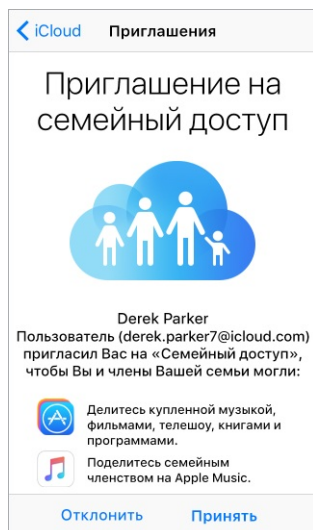 iCloud Приглашения
Приглашение на
семейный доступ
Derek Parker
Пользователь (derek.parker7@icloud.com)
пригласил Вас на «Семейный доступ»,
чтобы Вы и члены Вашей семьи могли:
Делитесь купленной музыкой,
фильмами, телешоу, книгами и
программами.
Поделитесь семейным
членством на Apple Music.
Отклонить Принять